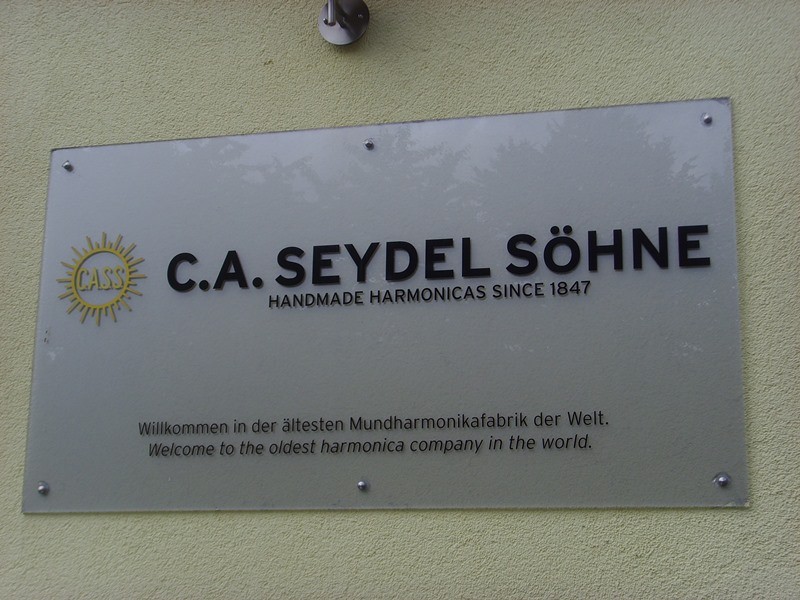 CASS
C.A. SEYDEL SÖHNE
HANDMADE HARMONICAS SINCE 1847
Willkommen in der ältesten Mundharmonikafabrik der Welt.
Welcome to the oldest harmonica company in the world.